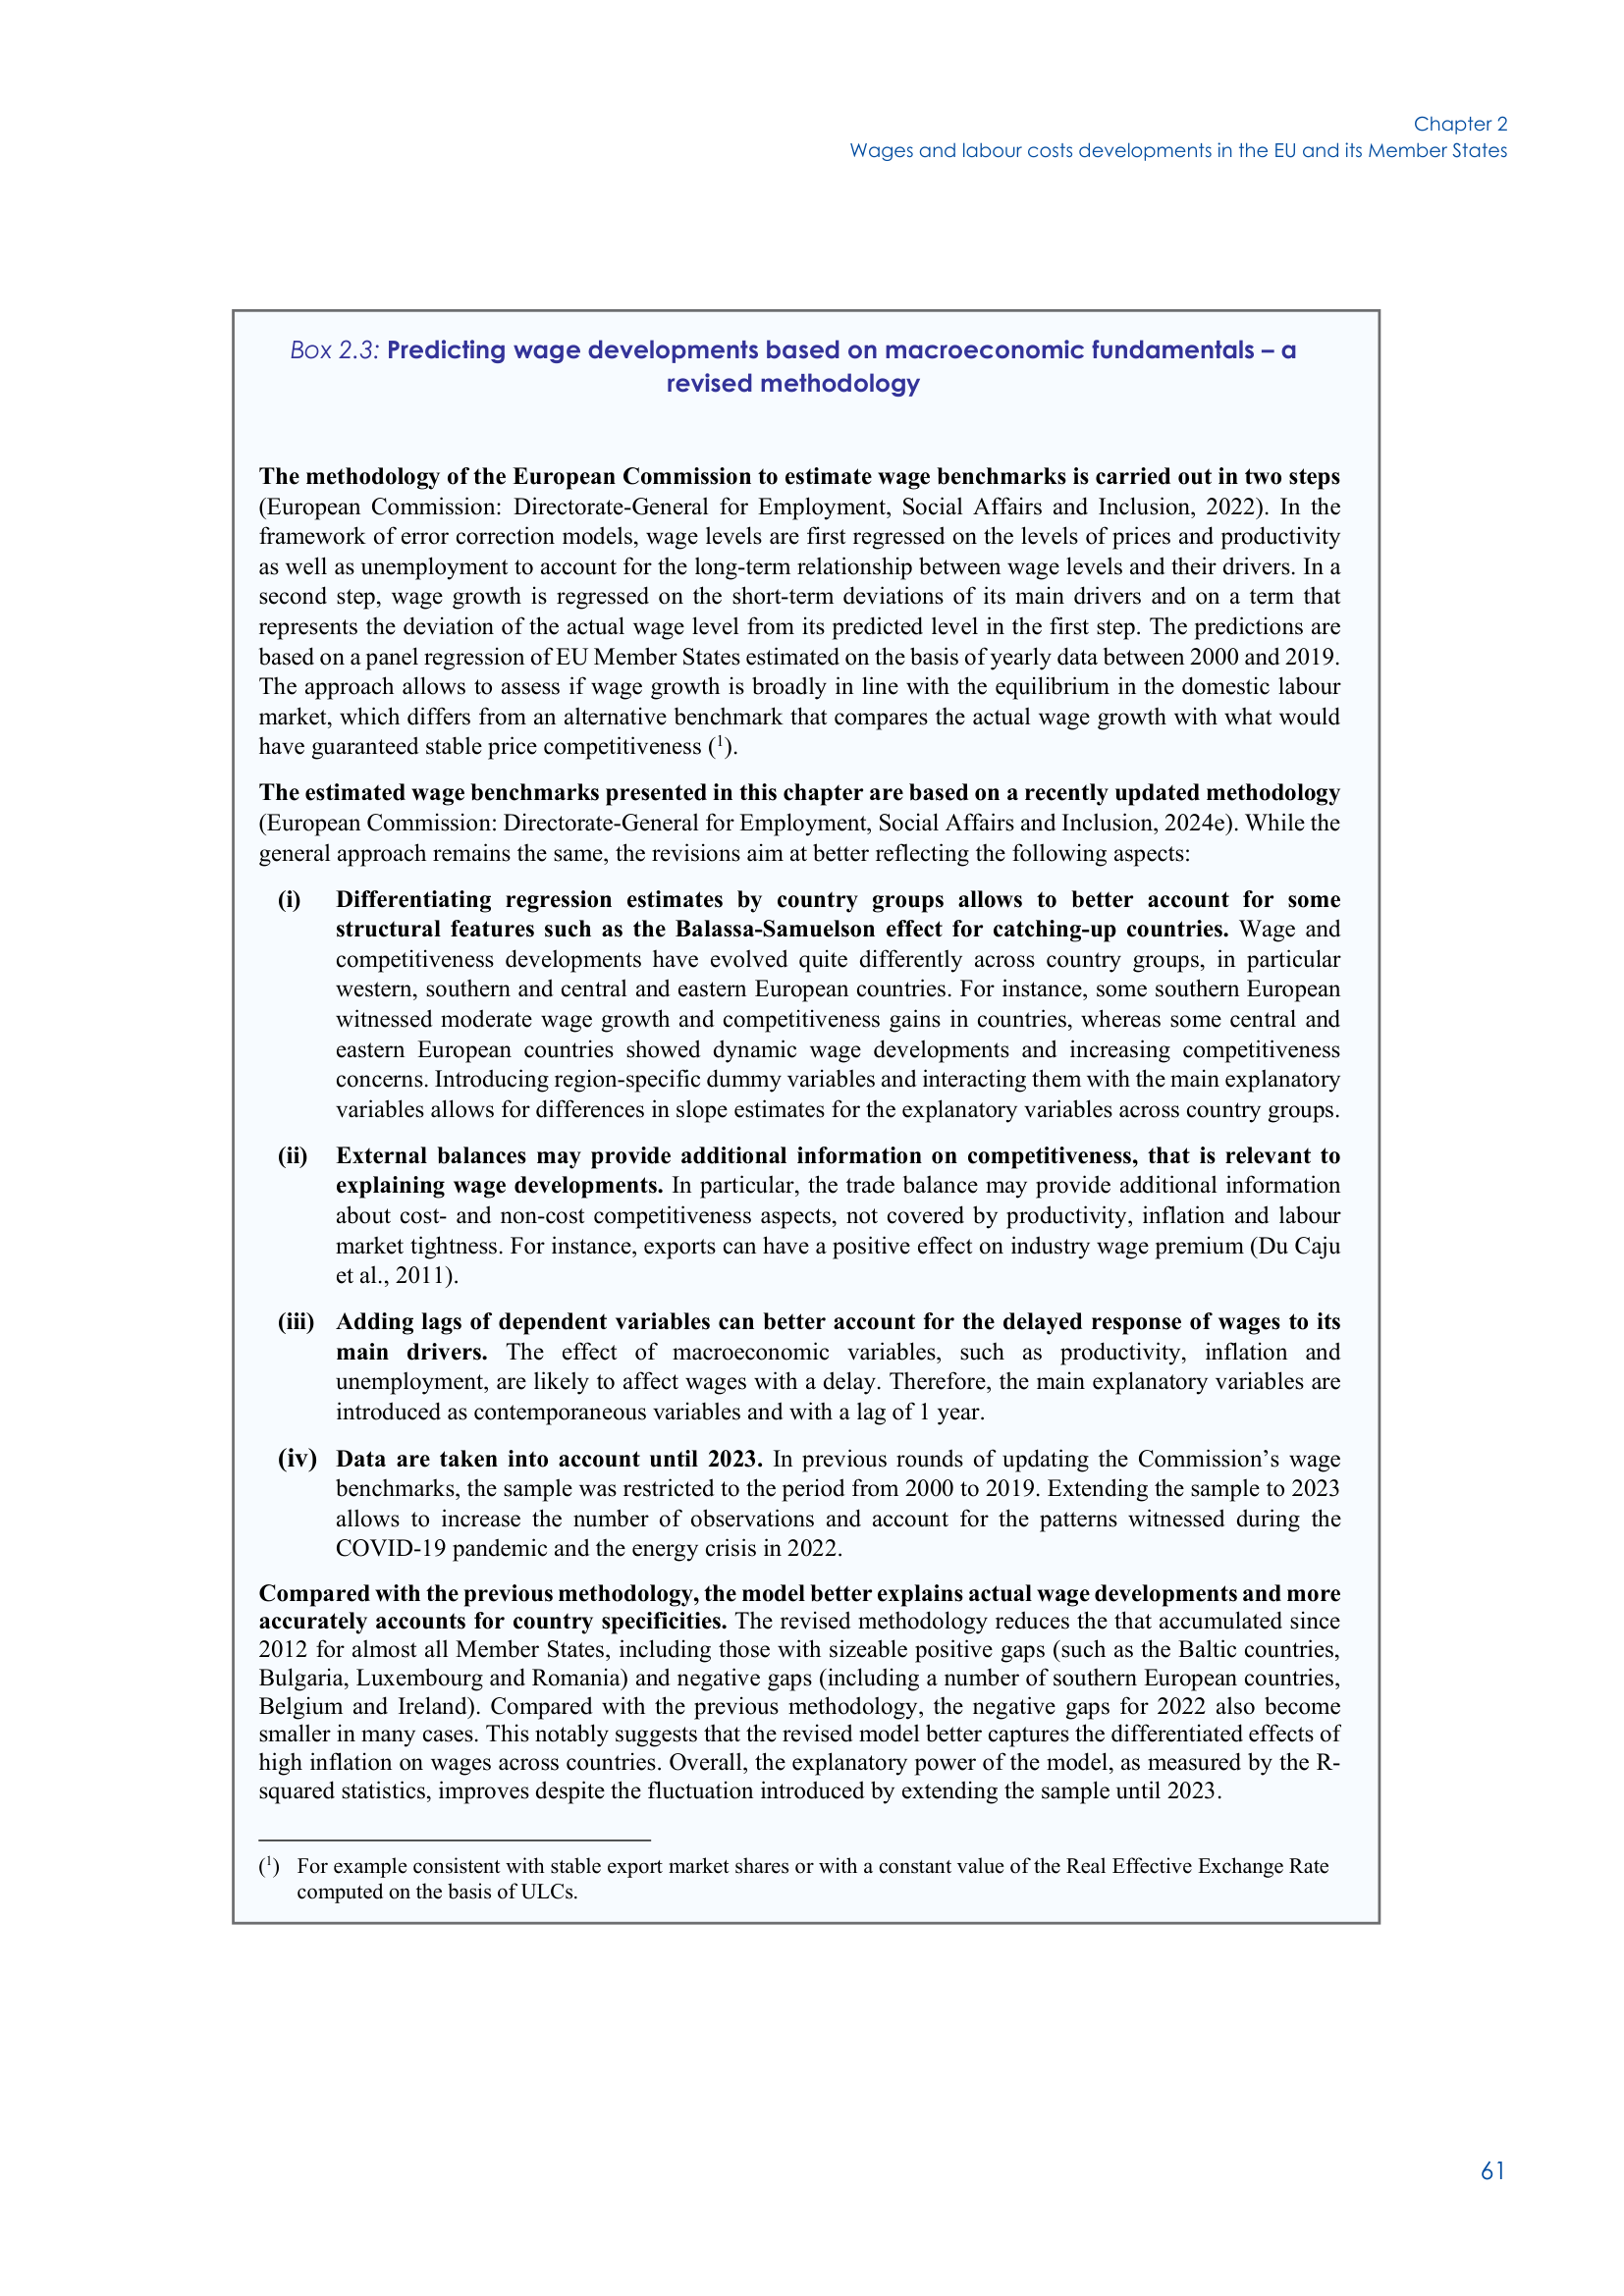 Chapter 2
Wages and labour costs developments in the EU and its Member States
Box 2.3: Predicting wage developments based on macroeconomic fundamentals – a
revised methodology
The methodology of the European Commission to estimate wage benchmarks is carried out in two steps
(European Commission: Directorate-General for Employment, Social Affairs and Inclusion, 2022). In the
framework of error correction models, wage levels are first regressed on the levels of prices and productivity
as well as unemployment to account for the long-term relationship between wage levels and their drivers. In a
second step, wage growth is regressed on the short-term deviations of its main drivers and on a term that
represents the deviation of the actual wage level from its predicted level in the first step. The predictions are
based on a panel regression of EU Member States estimated on the basis of yearly data between 2000 and 2019.
The approach allows to assess if wage growth is broadly in line with the equilibrium in the domestic labour
market, which differs from an alternative benchmark that compares the actual wage growth with what would
have guaranteed stable price competitiveness (1).
The estimated wage benchmarks presented in this chapter are based on a recently updated methodology
(European Commission: Directorate-General for Employment, Social Affairs and Inclusion, 2024e). While the
general approach remains the same, the revisions aim at better reflecting the following aspects:
(i) Differentiating regression estimates by country groups allows to better account for some
structural features such as the Balassa-Samuelson effect for catching-up countries. Wage and
competitiveness developments have evolved quite differently across country groups, in particular
western, southern and central and eastern European countries. For instance, some southern European
witnessed moderate wage growth and competitiveness gains in countries, whereas some central and
eastern European countries showed dynamic wage developments and increasing competitiveness
concerns. Introducing region-specific dummy variables and interacting them with the main explanatory
variables allows for differences in slope estimates for the explanatory variables across country groups.
(ii) External balances may provide additional information on competitiveness, that is relevant to
explaining wage developments. In particular, the trade balance may provide additional information
about cost- and non-cost competitiveness aspects, not covered by productivity, inflation and labour
market tightness. For instance, exports can have a positive effect on industry wage premium (Du Caju
et al., 2011).
(iii) Adding lags of dependent variables can better account for the delayed response of wages to its
main drivers. The effect of macroeconomic variables, such as productivity, inflation and
unemployment, are likely to affect wages with a delay. Therefore, the main explanatory variables are
introduced as contemporaneous variables and with a lag of 1 year.
(iv) Data are taken into account until 2023. In previous rounds of updating the Commission’s wage
benchmarks, the sample was restricted to the period from 2000 to 2019. Extending the sample to 2023
allows to increase the number of observations and account for the patterns witnessed during the
COVID-19 pandemic and the energy crisis in 2022.
Compared with the previous methodology, the model better explains actual wage developments and more
accurately accounts for country specificities. The revised methodology reduces the that accumulated since
2012 for almost all Member States, including those with sizeable positive gaps (such as the Baltic countries,
Bulgaria, Luxembourg and Romania) and negative gaps (including a number of southern European countries,
Belgium and Ireland). Compared with the previous methodology, the negative gaps for 2022 also become
smaller in many cases. This notably suggests that the revised model better captures the differentiated effects of
high inflation on wages across countries. Overall, the explanatory power of the model, as measured by the R-
squared statistics, improves despite the fluctuation introduced by extending the sample until 2023.
(1) For example consistent with stable export market shares or with a constant value of the Real Effective Exchange Rate
computed on the basis of ULCs.
61